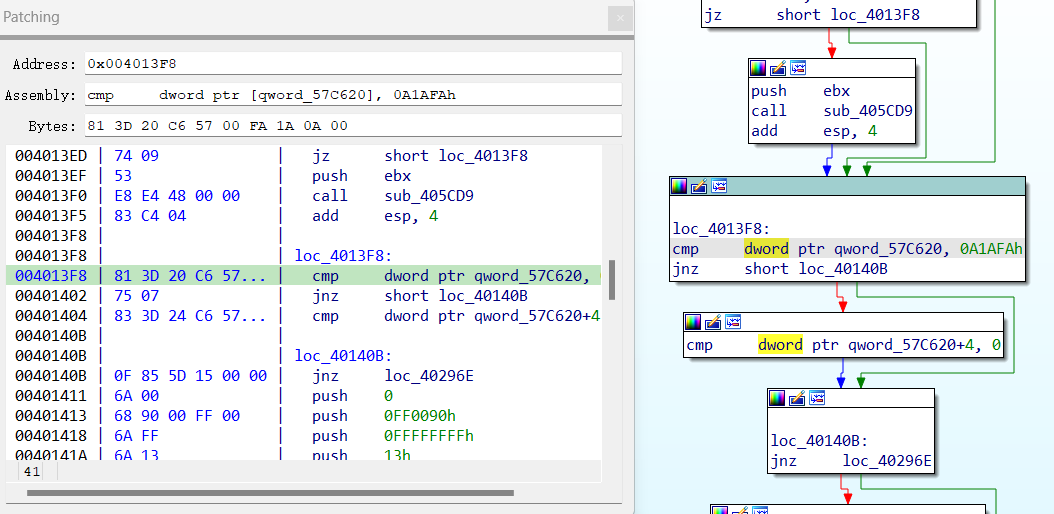 Patching
Address: 0x004013F8
Assembly: cmp     dword ptr [qword_57C620], 0A1AFAh
Bytes: 81 3D 20 C6 57 00 FA 1A 0A 00
004013ED | 74 09 | jz      short loc_4013F8
004013EF | 53 | push    ebx
004013F0 | E8 E4 48 00 00 | call    sub_405CD9
004013F5 | 83 C4 04 | add     esp, 4
004013F8 | |
004013F8 | | loc_4013F8:
004013F8 | 81 3D 20 C6 57... | cmp     dword ptr qword_57C620,
00401402 | 75 07 | jnz     short loc_40140B
00401404 | 83 3D 24 C6 57... | cmp     dword ptr qword_57C620+4
0040140B | |
0040140B | | loc_40140B:
0040140B | 0F 85 5D 15 00 00 | jnz     loc_40296E
00401411 | 6A 00 | push    0
00401413 | 68 90 00 FF 00 | push    0FF0090h
00401418 | 6A FF | push    0FFFFFFFFh
0040141A | 6A 13 | push    13h
41
jz      short loc_4013F8
push    ebx
call    sub_405CD9
add     esp, 4
loc_4013F8:
cmp     dword ptr qword_57C620, 0A1AFAh
jnz     short loc_40140B
cmp     dword ptr qword_57C620+4, 0
loc_40140B:
jnz     loc_40296E